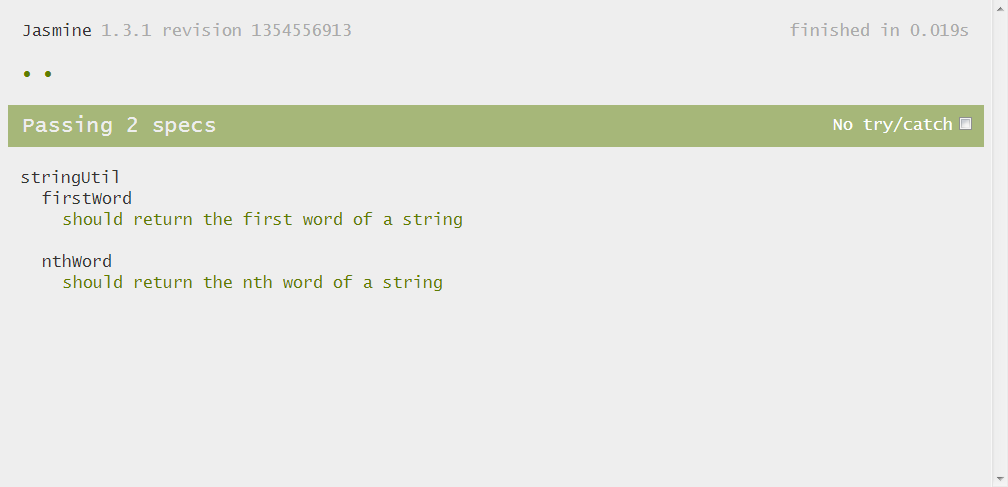 Jasmine 1.3.1 revision 1354556913 finished in 0.019s
• •
Passing 2 specs No try/catch
stringUtil
firstWord
should return the first word of a string
nthWord
should return the nth word of a string